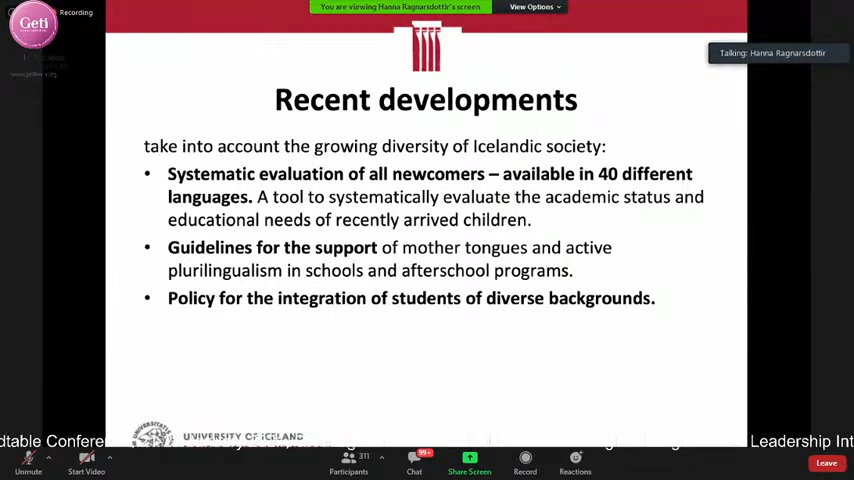 Geti
Recording
You are viewing Hanna Ragnarsdottir's screen
View Options
Talking: Hanna Ragnarsdottir
Recent developments
take into account the growing diversity of Icelandic society:
• Systematic evaluation of all newcomers – available in 40 different
languages. A tool to systematically evaluate the academic status and
educational needs of recently arrived children.
• Guidelines for the support of mother tongues and active
plurilingualism in schools and afterschool programs.
• Policy for the integration of students of diverse backgrounds.
UNIVERSITY OF ICELAND
dtable Confere
Leadership Int
Unmute
Start Video
Participants
311
Chat
99+
Share Screen
Record
Reactions
Leave